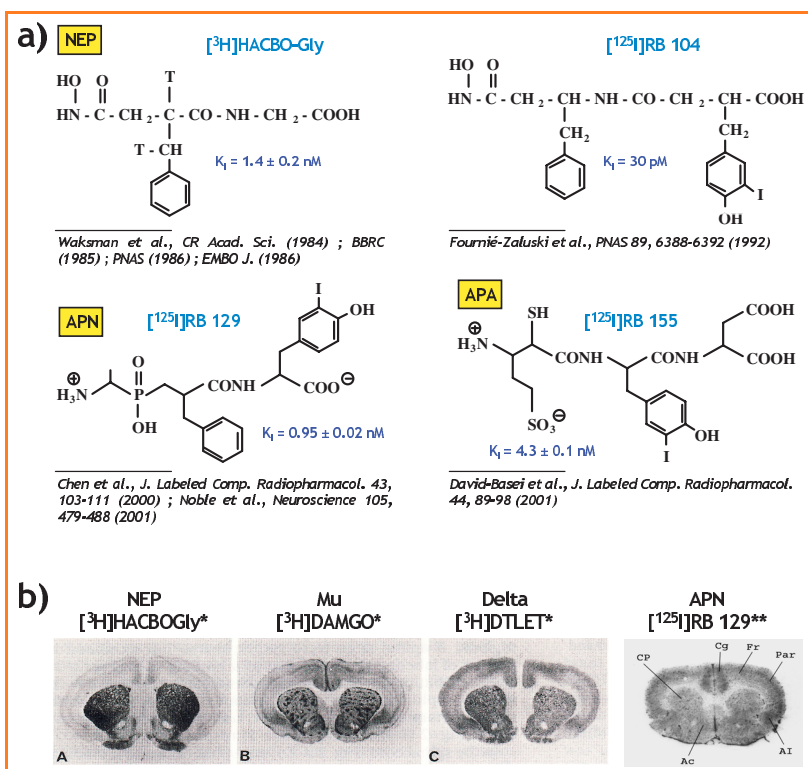 a)
NEP
[³H]HACBO-Gly
HO O T
HN - C - CH₂ - C - CO - NH - CH₂ - COOH
T - CH
K_I = 1.4 ± 0.2 nM
Waksman et al., CR Acad. Sci. (1984) ; BBRC
(1985) ; PNAS (1986) ; EMBO J. (1986)
[¹²⁵I]RB 104
HO O
HN - C - CH₂ - CH - NH - CO - CH₂ - CH - COOH
CH₂ CH₂
K_I = 30 pM
I
OH
Fournié-Zaluski et al., PNAS 89, 6388-6392 (1992)
APN
[¹²⁵I]RB 129
I
OH
⊕
H₃N
O
P
OH
CONH
COO⊖
K_I = 0.95 ± 0.02 nM
Chen et al., J. Labeled Comp. Radiopharmacol. 43,
103-111 (2000) ; Noble et al., Neuroscience 105,
479-488 (2001)
APA
[¹²⁵I]RB 155
SH
COOH
⊕
H₃N
CONH
CONH
COOH
SO₃⊖
OH
I
K_I = 4.3 ± 0.1 nM
David-Basei et al., J. Labeled Comp. Radiopharmacol.
44, 89-98 (2001)
b)
NEP
[³H]HACBOGly*
A
Mu
[³H]DAMGO*
B
Delta
[³H]DTLET*
C
APN
[¹²⁵I]RB 129**
Cg Fr
CP Par
AI
Ac